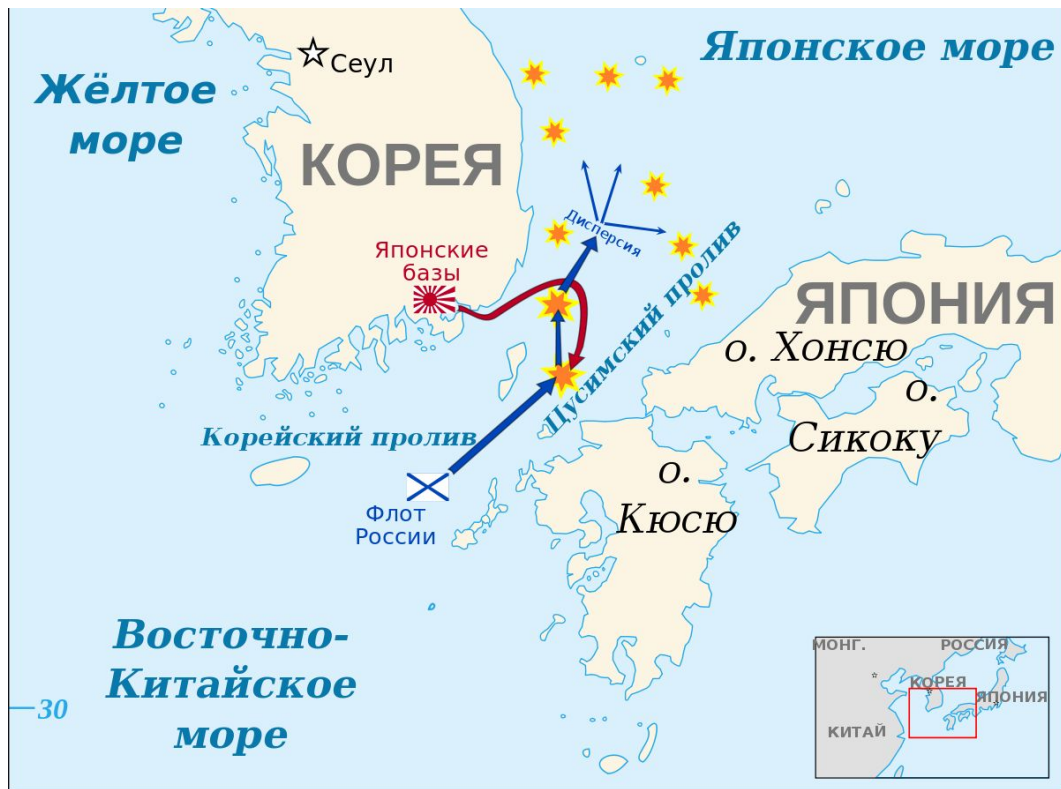 Японское море
Сеул
Жёлтое
море
КОРЕЯ
Дисперсия
Японские
базы
Цусимский пролив
ЯПОНИЯ
о. Хонсю
о.
Сикоку
Корейский пролив
о.
Кюсю
Флот
России
Восточно-
Китайское
море
30
МОНГ.
РОССИЯ
КОРЕЯ
ЯПОНИЯ
КИТАЙ